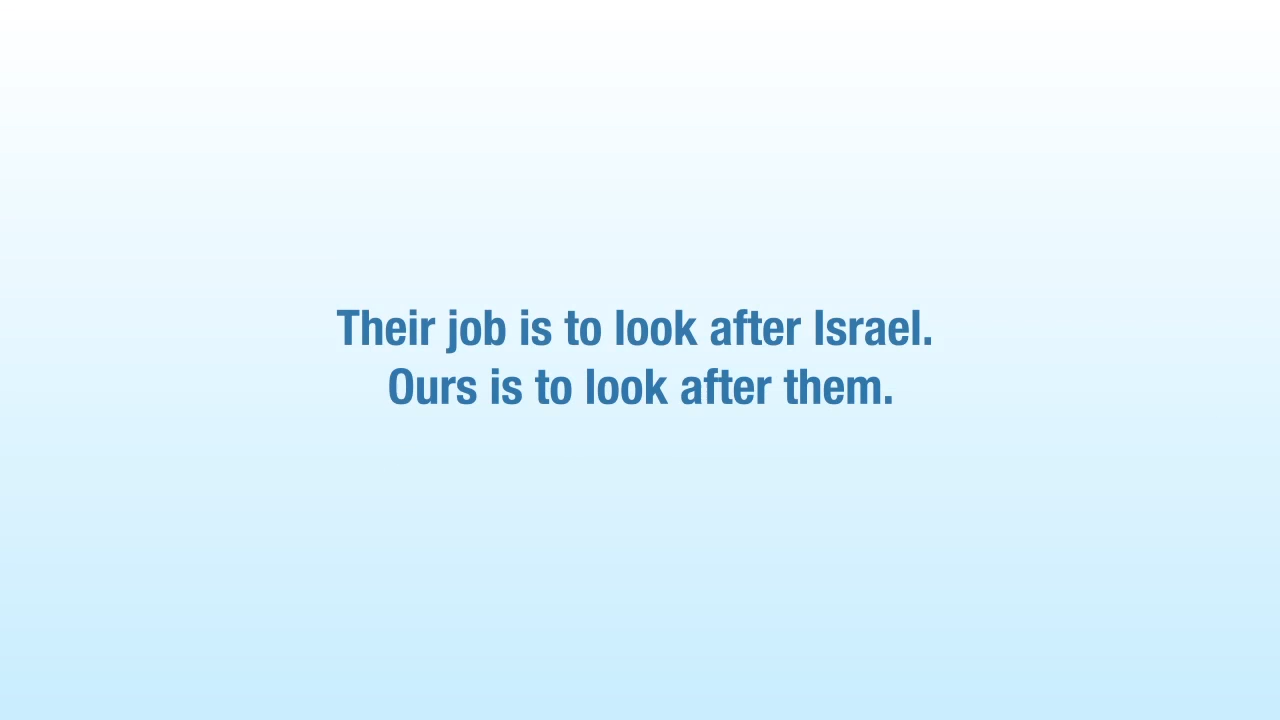 Their job is to look after Israel.
Ours is to look after them.